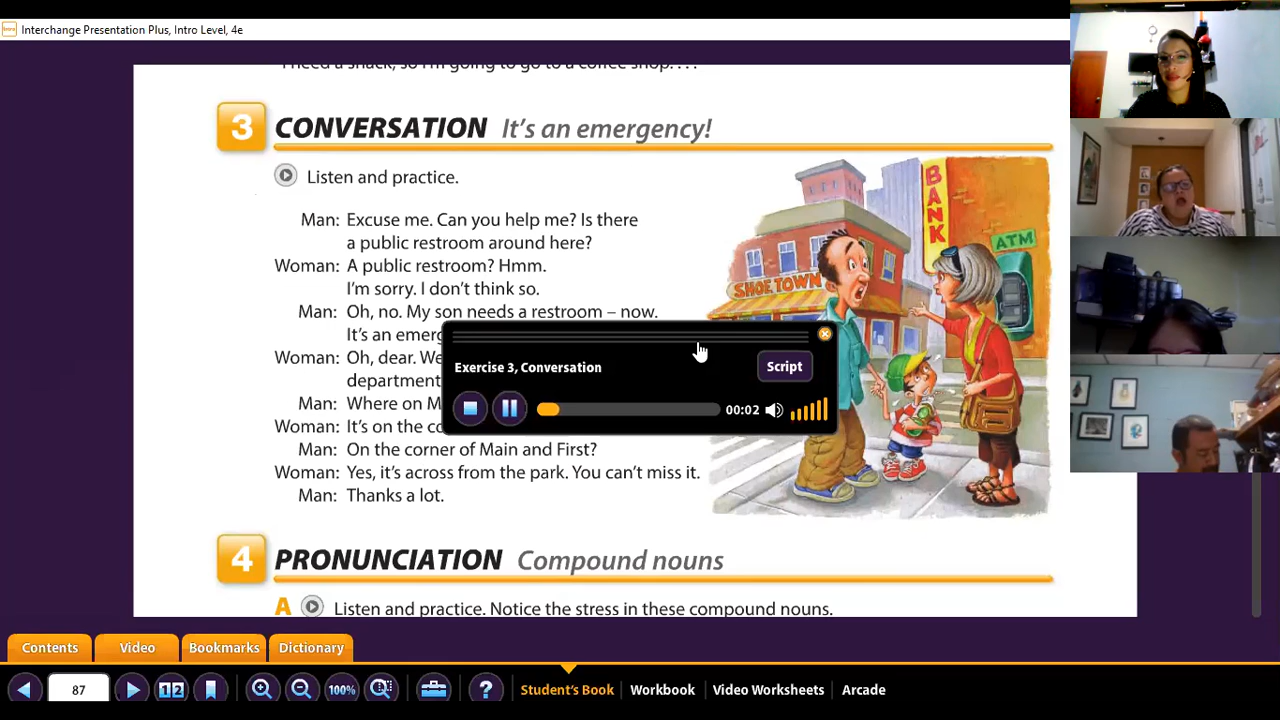 Interchange Presentation Plus, Intro Level, 4e
I need a snack, so I'm going to go to a coffee shop. . . .
3 CONVERSATION It's an emergency!
Listen and practice.
Man: Excuse me. Can you help me? Is there
a public restroom around here?
Woman: A public restroom? Hmm.
I'm sorry. I don't think so.
Man: Oh, no. My son needs a restroom – now.
It's an emerg
Woman: Oh, dear. We
department
Man: Where on M
Woman: It's on the co
Man: On the corner of Main and First?
Woman: Yes, it's across from the park. You can't miss it.
Man: Thanks a lot.
SHOE TOWN
BANK
ATM
Exercise 3, Conversation
Script
00:02
4 PRONUNCIATION Compound nouns
A Listen and practice. Notice the stress in these compound nouns.
Contents Video Bookmarks Dictionary
87 12 100% ? Student's Book Workbook Video Worksheets Arcade